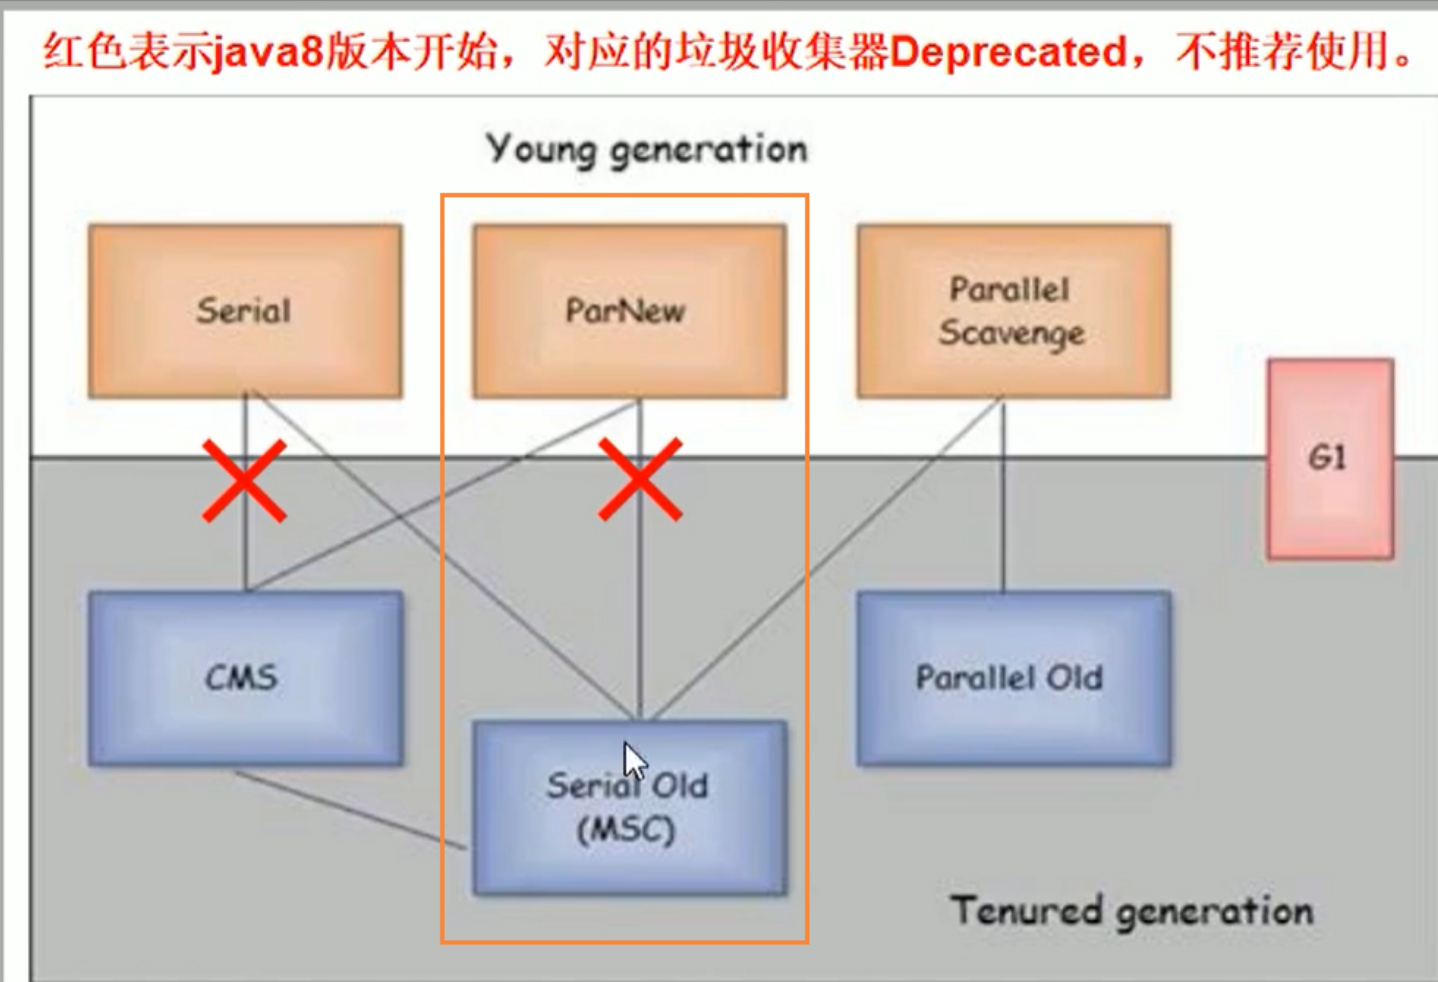 红色表示java8版本开始，对应的垃圾收集器Deprecated，不推荐使用。
Young generation
Serial
ParNew
Parallel
Scavenge
G1
CMS
Serial Old
(MSC)
Parallel Old
Tenured generation